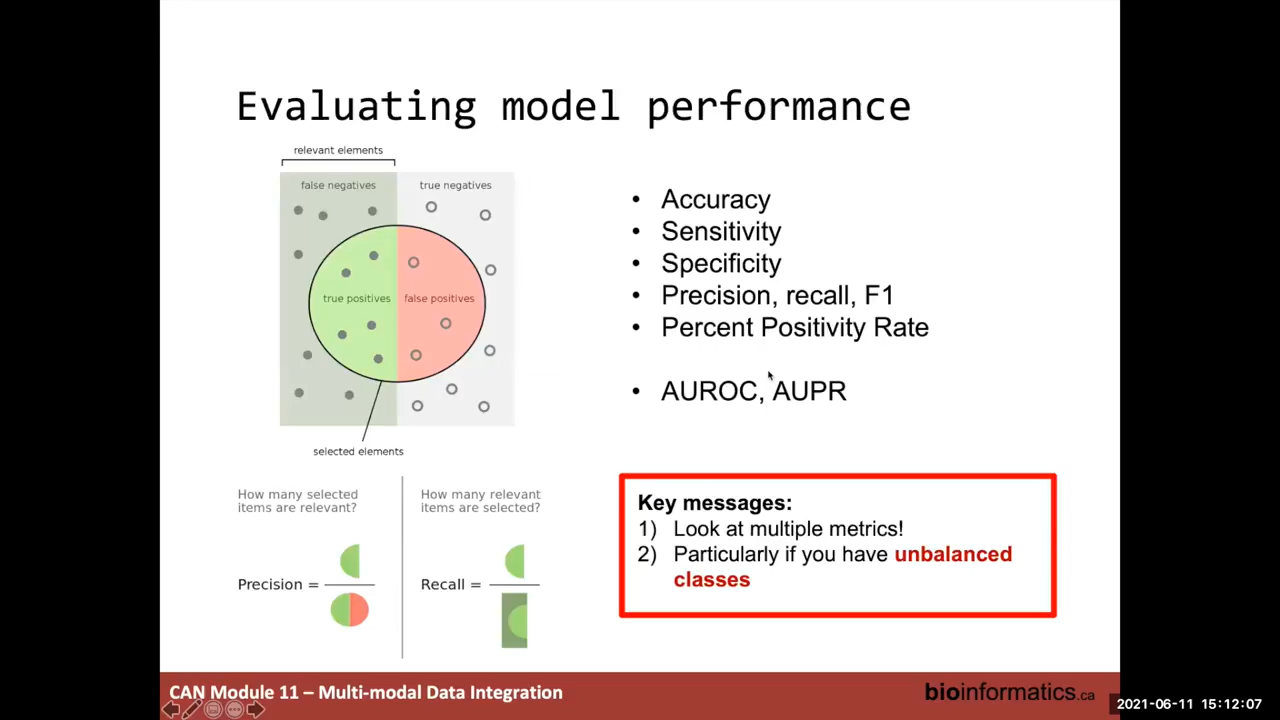 Evaluating model performance
relevant elements
false negatives
true negatives
true positives
false positives
selected elements
How many selected
items are relevant?
Precision =
How many relevant
items are selected?
Recall =
• Accuracy
• Sensitivity
• Specificity
• Precision, recall, F1
• Percent Positivity Rate
• AUROC, AUPR
Key messages:
1) Look at multiple metrics!
2) Particularly if you have unbalanced
classes
CAN Module 11 – Multi-modal Data Integration
bioinformatics.ca
2021-06-11 15:12:07